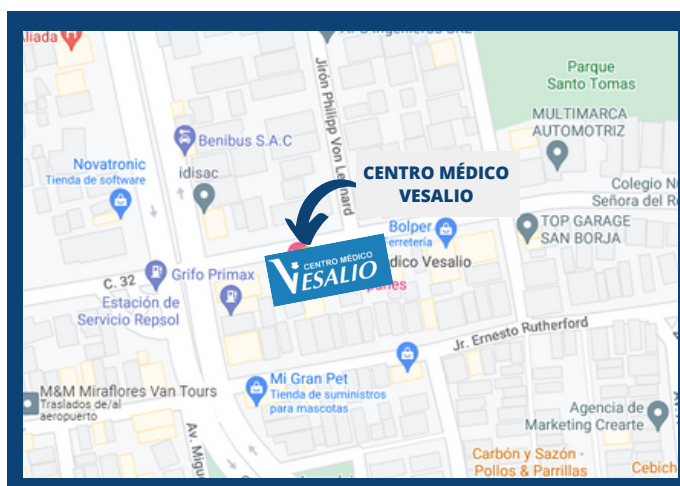 Aliada
Parque
Santo Tomas
Jirón Philipp Von Lenard
MULTIMARCA
AUTOMOTRIZ
Benibus S.A.C
Novatronic
Tienda de software
idisac
CENTRO MÉDICO
VESALIO
Colegio
Señora del
Bolper
Ferretería
TOP GARAGE
SAN BORJA
CENTRO MÉDICO
VESALIO
dico Vesalio
C. 32
Grifo Primax
Estación de
Servicio Repsol
Jr. Ernesto Rutherford
Mi Gran Pet
Tienda de suministros
para mascotas
M&M Miraflores Van Tours
Traslados de/al
aeropuerto
Agencia de
Marketing Crearte
Av. Migu
Carbón y Sazón -
Pollos & Parrillas
Cebich